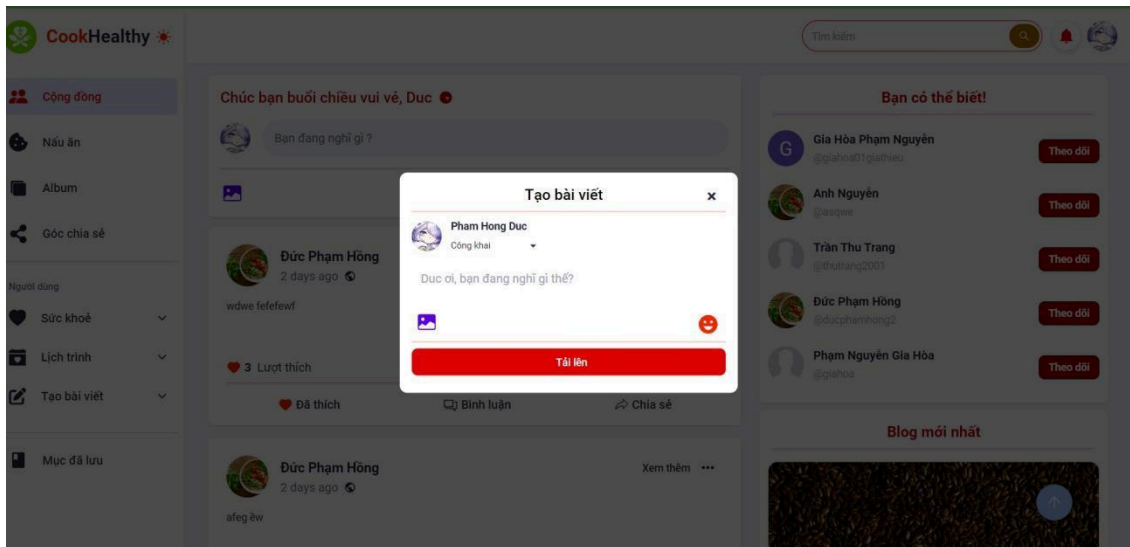 CookHealthy
Tìm kiếm
Cộng đồng
Nấu ăn
Album
Góc chia sẻ
Người dùng
Sức khoẻ
Lịch trình
Tạo bài viết
Mục đã lưu
Chúc bạn buổi chiều vui vẻ, Duc
Bạn đang nghĩ gì ?
Đức Phạm Hồng
2 days ago
wdwe fefefewf
3 Lượt thích
Đã thích
Bình luận
Chia sẻ
Đức Phạm Hồng
2 days ago
Xem thêm
afeg èw
Tạo bài viết
Pham Hong Duc
Công khai
Duc ơi, bạn đang nghĩ gì thế?
Tải lên
Bạn có thể biết!
G
Gia Hòa Phạm Nguyễn
@giahoa01giathieu
Theo dõi
Anh Nguyễn
@asqwe
Theo dõi
Trần Thu Trang
@thutrang2001
Theo dõi
Đức Phạm Hồng
@ducphamhong2
Theo dõi
Phạm Nguyễn Gia Hòa
@giahoa
Theo dõi
Blog mới nhất